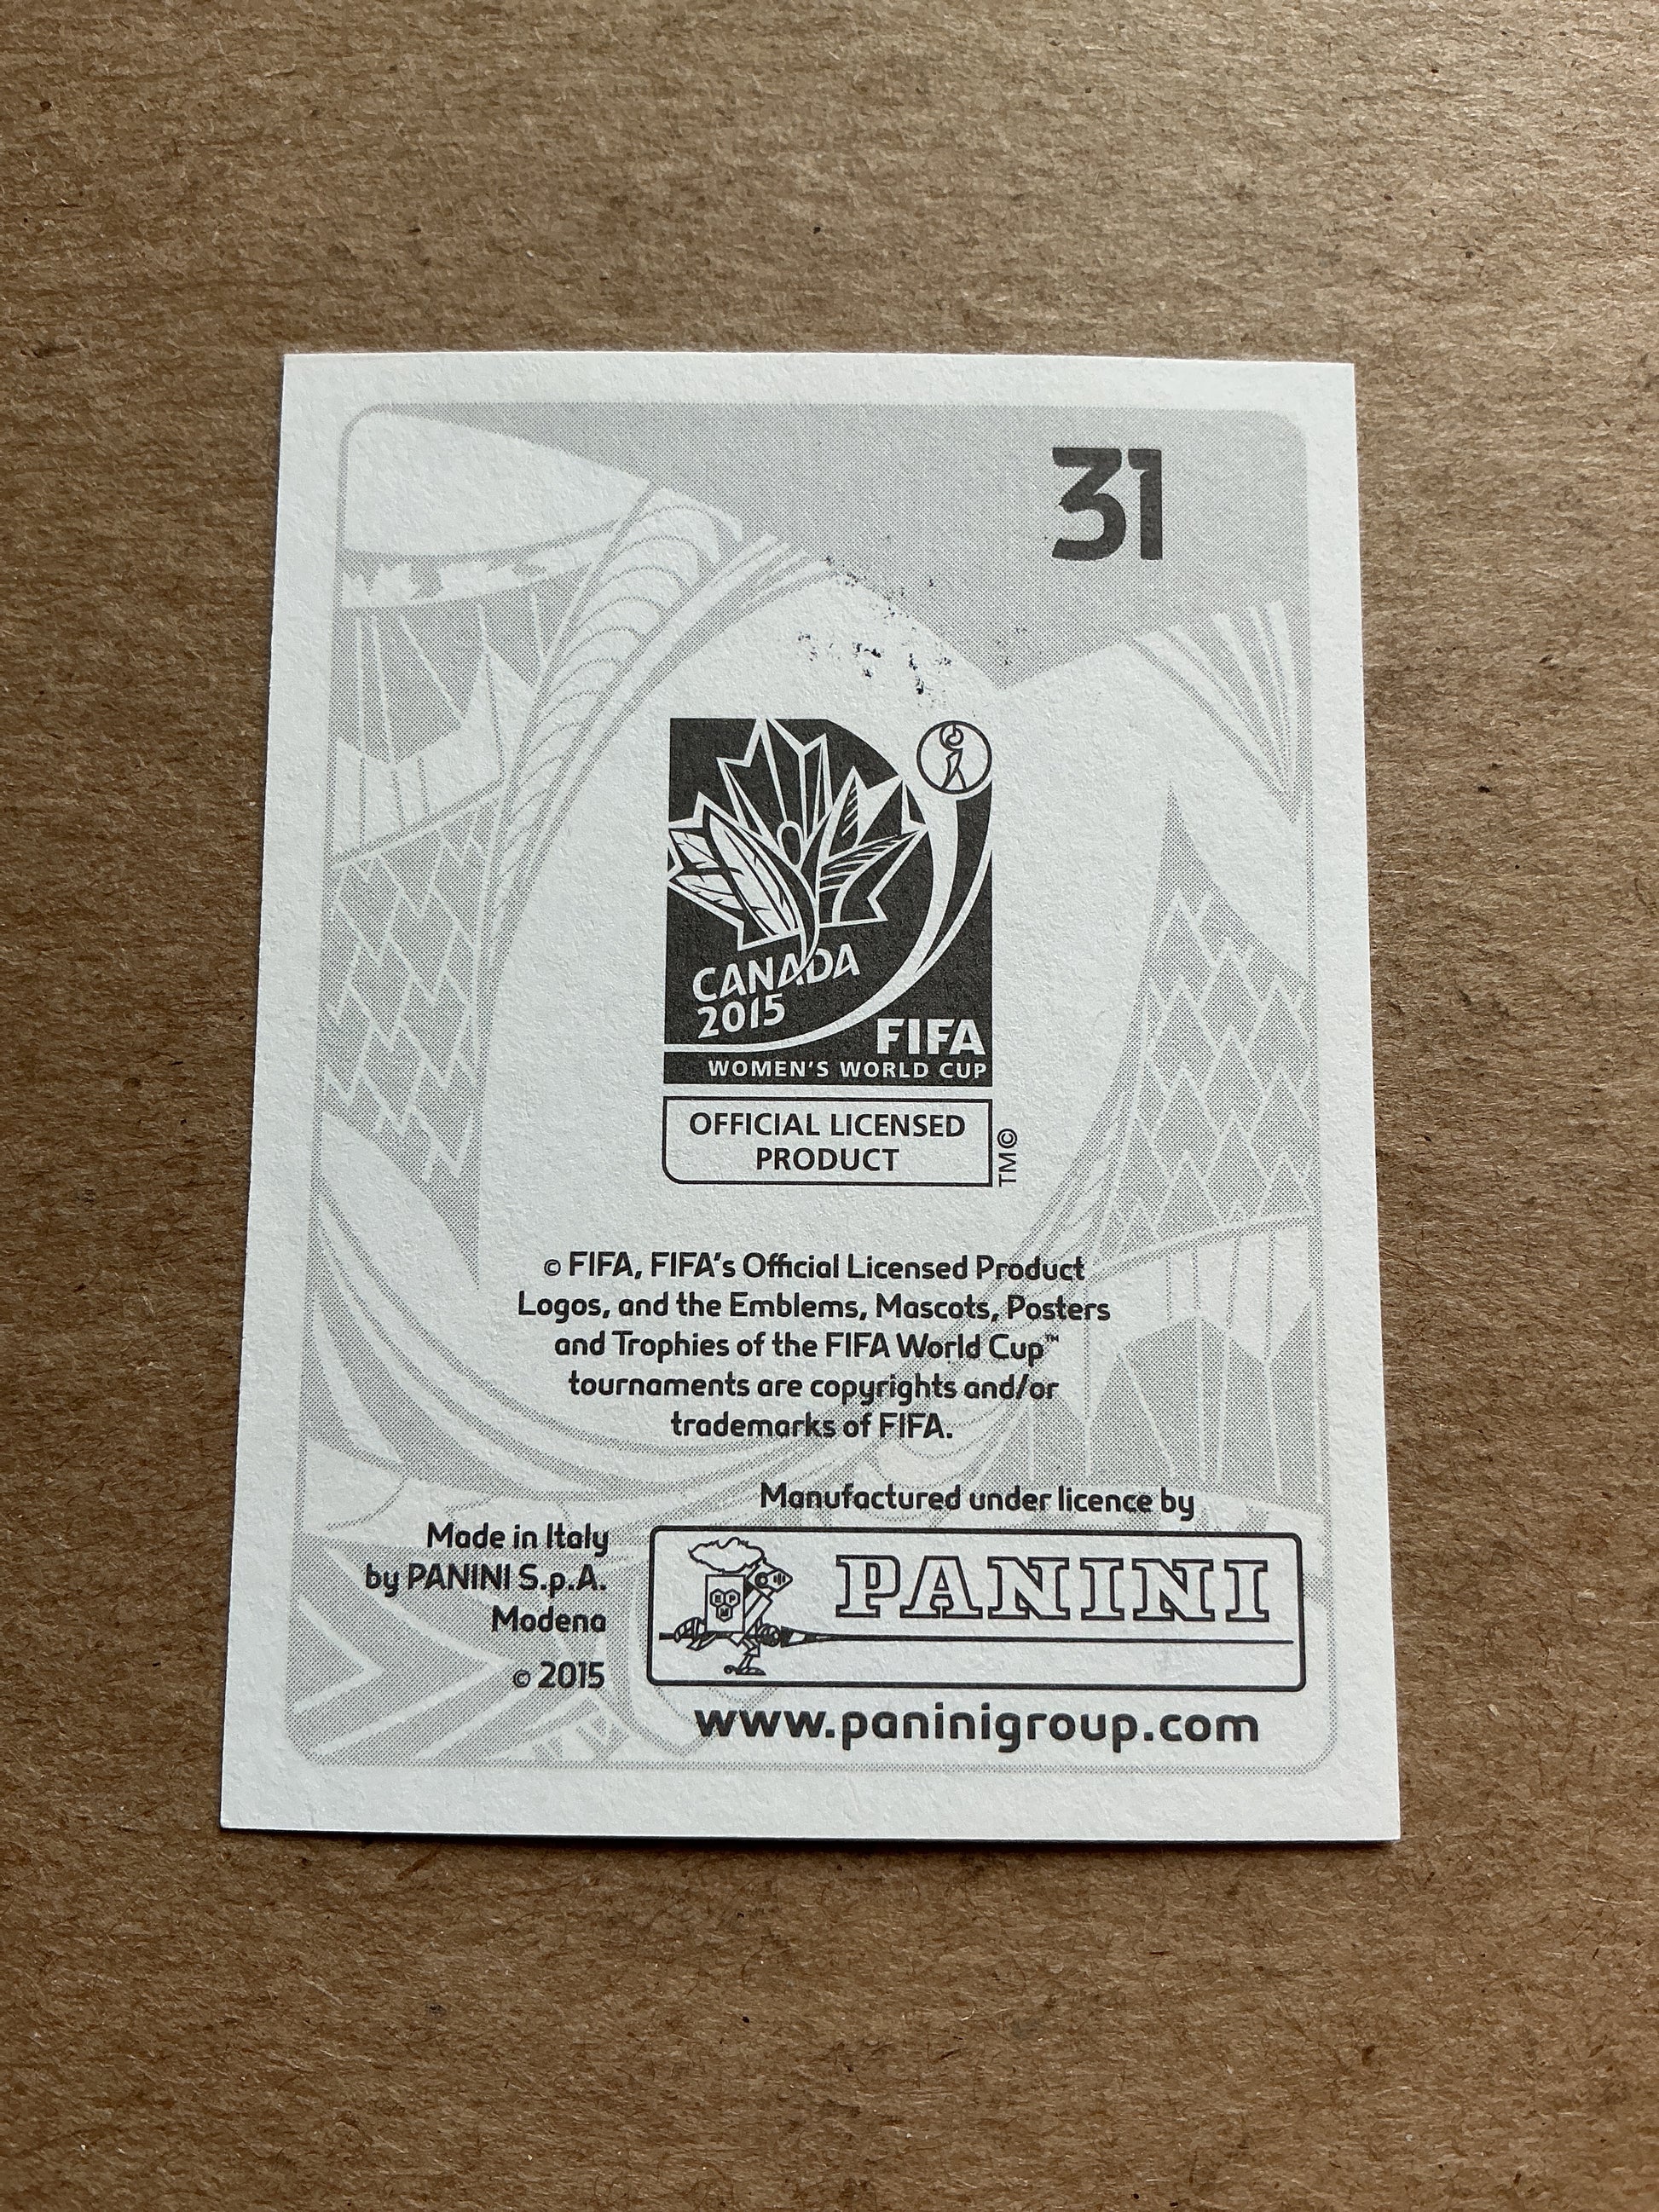 31
CANADA
2015
FIFA
WOMEN'S WORLD CUP
OFFICIAL LICENSED
PRODUCT
TM©
© FIFA, FIFA's Official Licensed Product
Logos, and the Emblems, Mascots, Posters
and Trophies of the FIFA World Cup™
tournaments are copyrights and/or
trademarks of FIFA.
Manufactured under licence by
Made in Italy
by PANINI S.p.A.
Modena
© 2015
PANINI
www.paninigroup.com